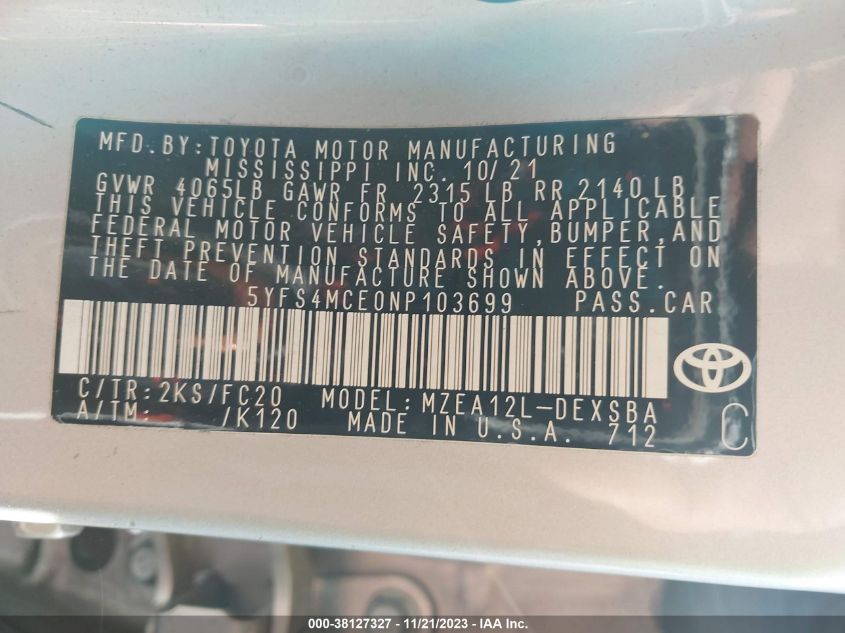 MFD.BY:TOYOTA MOTOR MANUFACTURING
MISSISSIPPI INC. 10/21
GVWR 4065LB GAWR FR 2315 LB RR 2140 LB
THIS VEHICLE CONFORMS TO ALL APPLICABLE
FEDERAL MOTOR VEHICLE SAFETY,BUMPER,AND
THEFT PREVENTION STANDARDS IN EFFECT ON
THE DATE OF MANUFACTURE SHOWN ABOVE.
5YFS4MCE0NP103699 PASS.CAR
C/TR:2KS/FC20 MODEL:MZEA12L-DEXSBA
A/TM: /K120 MADE IN U.S.A. 712 C
000-38127327 - 11/21/2023 - IAA Inc.